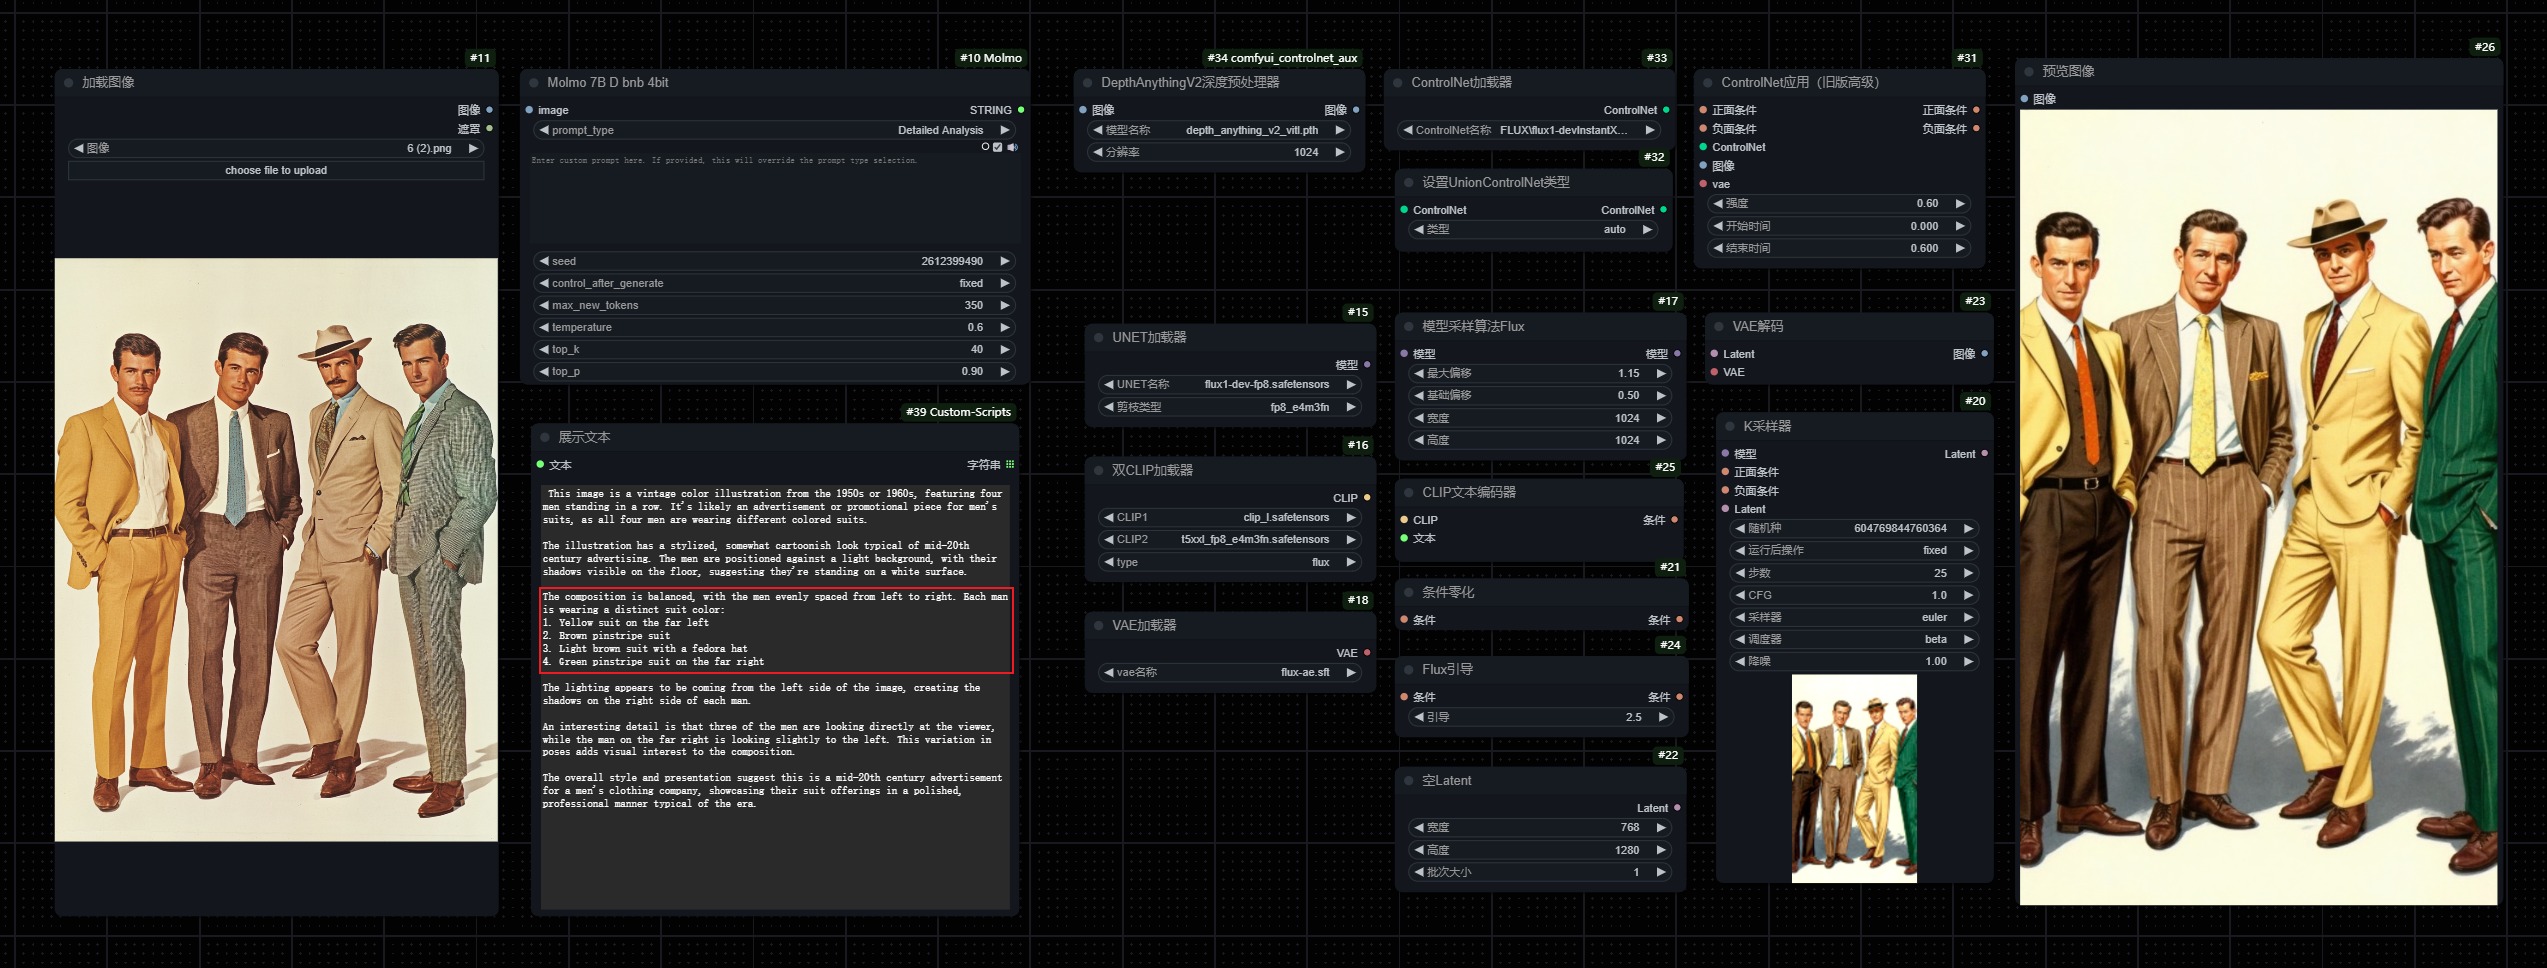 #11
加载图像
图像
遮罩
图像 6 (2).png
choose file to upload
#10 Molmo
Molmo 7B D bnb 4bit
image STRING
prompt_type Detailed Analysis
Enter custom prompt here. If provided, this will override the prompt type selection.
seed 2612399490
control_after_generate fixed
max_new_tokens 350
temperature 0.6
top_k 40
top_p 0.90
#39 Custom-Scripts
展示文本
文本 字符串
This image is a vintage color illustration from the 1950s or 1960s, featuring four
men standing in a row. It's likely an advertisement or promotional piece for men's
suits, as all four men are wearing different colored suits.
The illustration has a stylized, somewhat cartoonish look typical of mid-20th
century advertising. The men are positioned against a light background, with their
shadows visible on the floor, suggesting they're standing on a white surface.
The composition is balanced, with the men evenly spaced from left to right. Each man
is wearing a distinct suit color:
1. Yellow suit on the far left
2. Brown pinstripe suit
3. Light brown suit with a fedora hat
4. Green pinstripe suit on the far right
The lighting appears to be coming from the left side of the image, creating the
shadows on the right side of each man.
An interesting detail is that three of the men are looking directly at the viewer,
while the man on the far right is looking slightly to the left. This variation in
poses adds visual interest to the composition.
The overall style and presentation suggest this is a mid-20th century advertisement
for a men's clothing company, showcasing their suit offerings in a polished,
professional manner typical of the era.
#34 comfyui_controlnet_aux
DepthAnythingV2深度预处理器
图像 图像
模型名称 depth_anything_v2_vitl.pth
分辨率 1024
#15
UNET加载器
模型
UNET名称 flux1-dev-fp8.safetensors
剪枝类型 fp8_e4m3fn
#16
双CLIP加载器
CLIP
CLIP1 clip_l.safetensors
CLIP2 t5xxl_fp8_e4m3fn.safetensors
type flux
#18
VAE加载器
VAE
vae名称 flux-ae.sft
#33
ControlNet加载器
ControlNet
ControlNet名称 FLUX\flux1-devInstantX...
#32
设置UnionControlNet类型
ControlNet ControlNet
类型 auto
#17
模型采样算法Flux
模型 模型
最大偏移 1.15
基础偏移 0.50
宽度 1024
高度 1024
#25
CLIP文本编码器
CLIP 条件
文本
#21
条件零化
条件 条件
#24
Flux引导
条件 条件
引导 2.5
#22
空Latent
Latent
宽度 768
高度 1280
批次大小 1
#31
ControlNet应用（旧版高级）
正面条件 正面条件
负面条件 负面条件
ControlNet
图像
vae
强度 0.60
开始时间 0.000
结束时间 0.600
#23
VAE解码
Latent 图像
VAE
#20
K采样器
模型 Latent
正面条件
负面条件
Latent
随机种 604769844760364
运行后操作 fixed
步数 25
CFG 1.0
采样器 euler
调度器 beta
降噪 1.00
#26
预览图像
图像